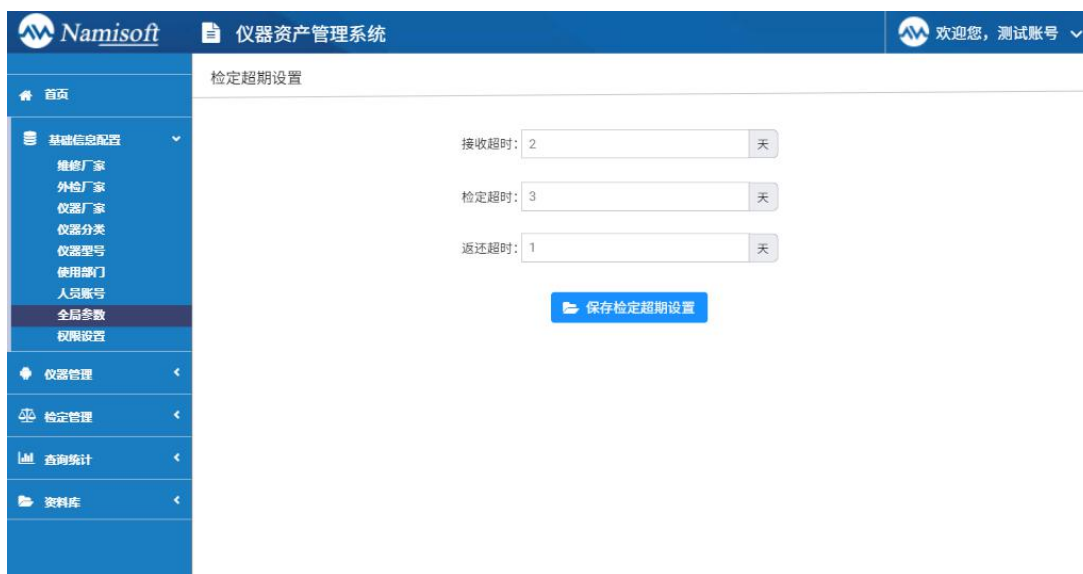 Namisoft
仪器资产管理系统
欢迎您，测试账号
首页
基础信息配置
维修厂家
外检厂家
仪器厂家
仪器分类
仪器型号
使用部门
人员账号
全局参数
权限设置
仪器管理
检定管理
查询统计
资料库
检定超期设置
接收超时： 2 天
检定超时： 3 天
返还超时： 1 天
保存检定超期设置